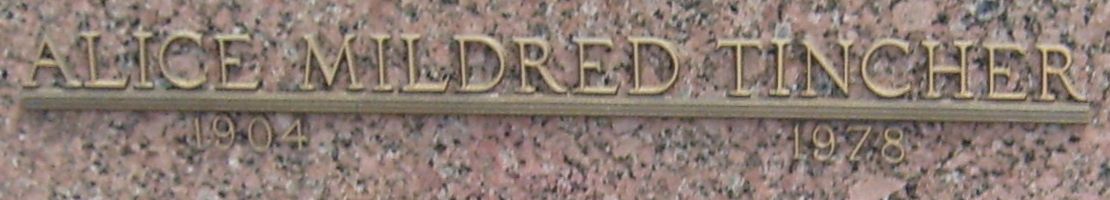 ALICE MILDRED TINCHER
1904 1978